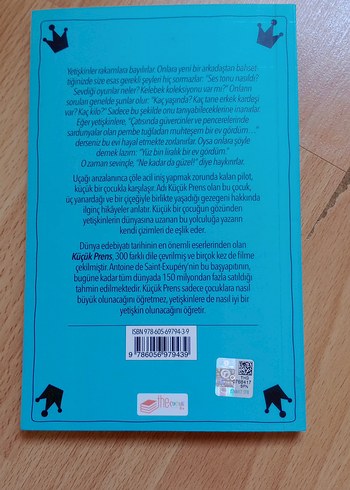 Yetişkinler rakamlara bayılırlar. Onlara yeni bir arkadaştan bahset-
tiğinizde size esas gerekli şeyleri hiç sormazlar: "Ses tonu nasıldı?
Sevdiği oyunlar neler? Kelebek koleksiyonu var mı?" Onların
soruları genelde şunlar olur: "Kaç yaşında? Kaç tane erkek kardeşi
var? Kaç kilo?" Sadece bu şekilde onu tanıyabileceklerine inanırlar.
Eğer yetişkinlere, "Çatısında güvercinler ve pencerelerinde
sardunyalar olan pembe tuğladan muhteşem bir ev gördüm…"
derseniz bu evi hayal etmekte zorlanırlar. Oysa onlara şöyle
demek lazım: "Yüz bin liralık bir ev gördüm."
O zaman sevinçle, "Ne kadar da güzel!" diye haykırırlar.
Uçağı arızalanınca çöle acil iniş yapmak zorunda kalan pilot,
küçük bir çocukla karşılaşır. Adı Küçük Prens olan bu çocuk,
üç yanardağı ve bir çiçeğiyle birlikte yaşadığı gezegeni hakkında
ilginç hikâyeler anlatır. Küçük bir çocuğun gözünden
yetişkinlerin dünyasına uzanan bu yolculuğa yazarın
kendi çizimleri de eşlik eder.
Dünya edebiyatı tarihinin en önemli eserlerinden olan
Küçük Prens, 300 farklı dile çevrilmiş ve birçok kez de filme
çekilmiştir. Antoine de Saint-Exupéry'nin bu başyapıtının,
bugüne kadar tüm dünyada 150 milyondan fazla satıldığı
tahmin edilmektedir. Küçük Prens sadece çocuklara nasıl
büyük olunacağını öğretmez, yetişkinlere de nasıl iyi bir
yetişkin olunacağını öğretir.
ISBN 978-605-69794-3-9
9 786056 979439
the